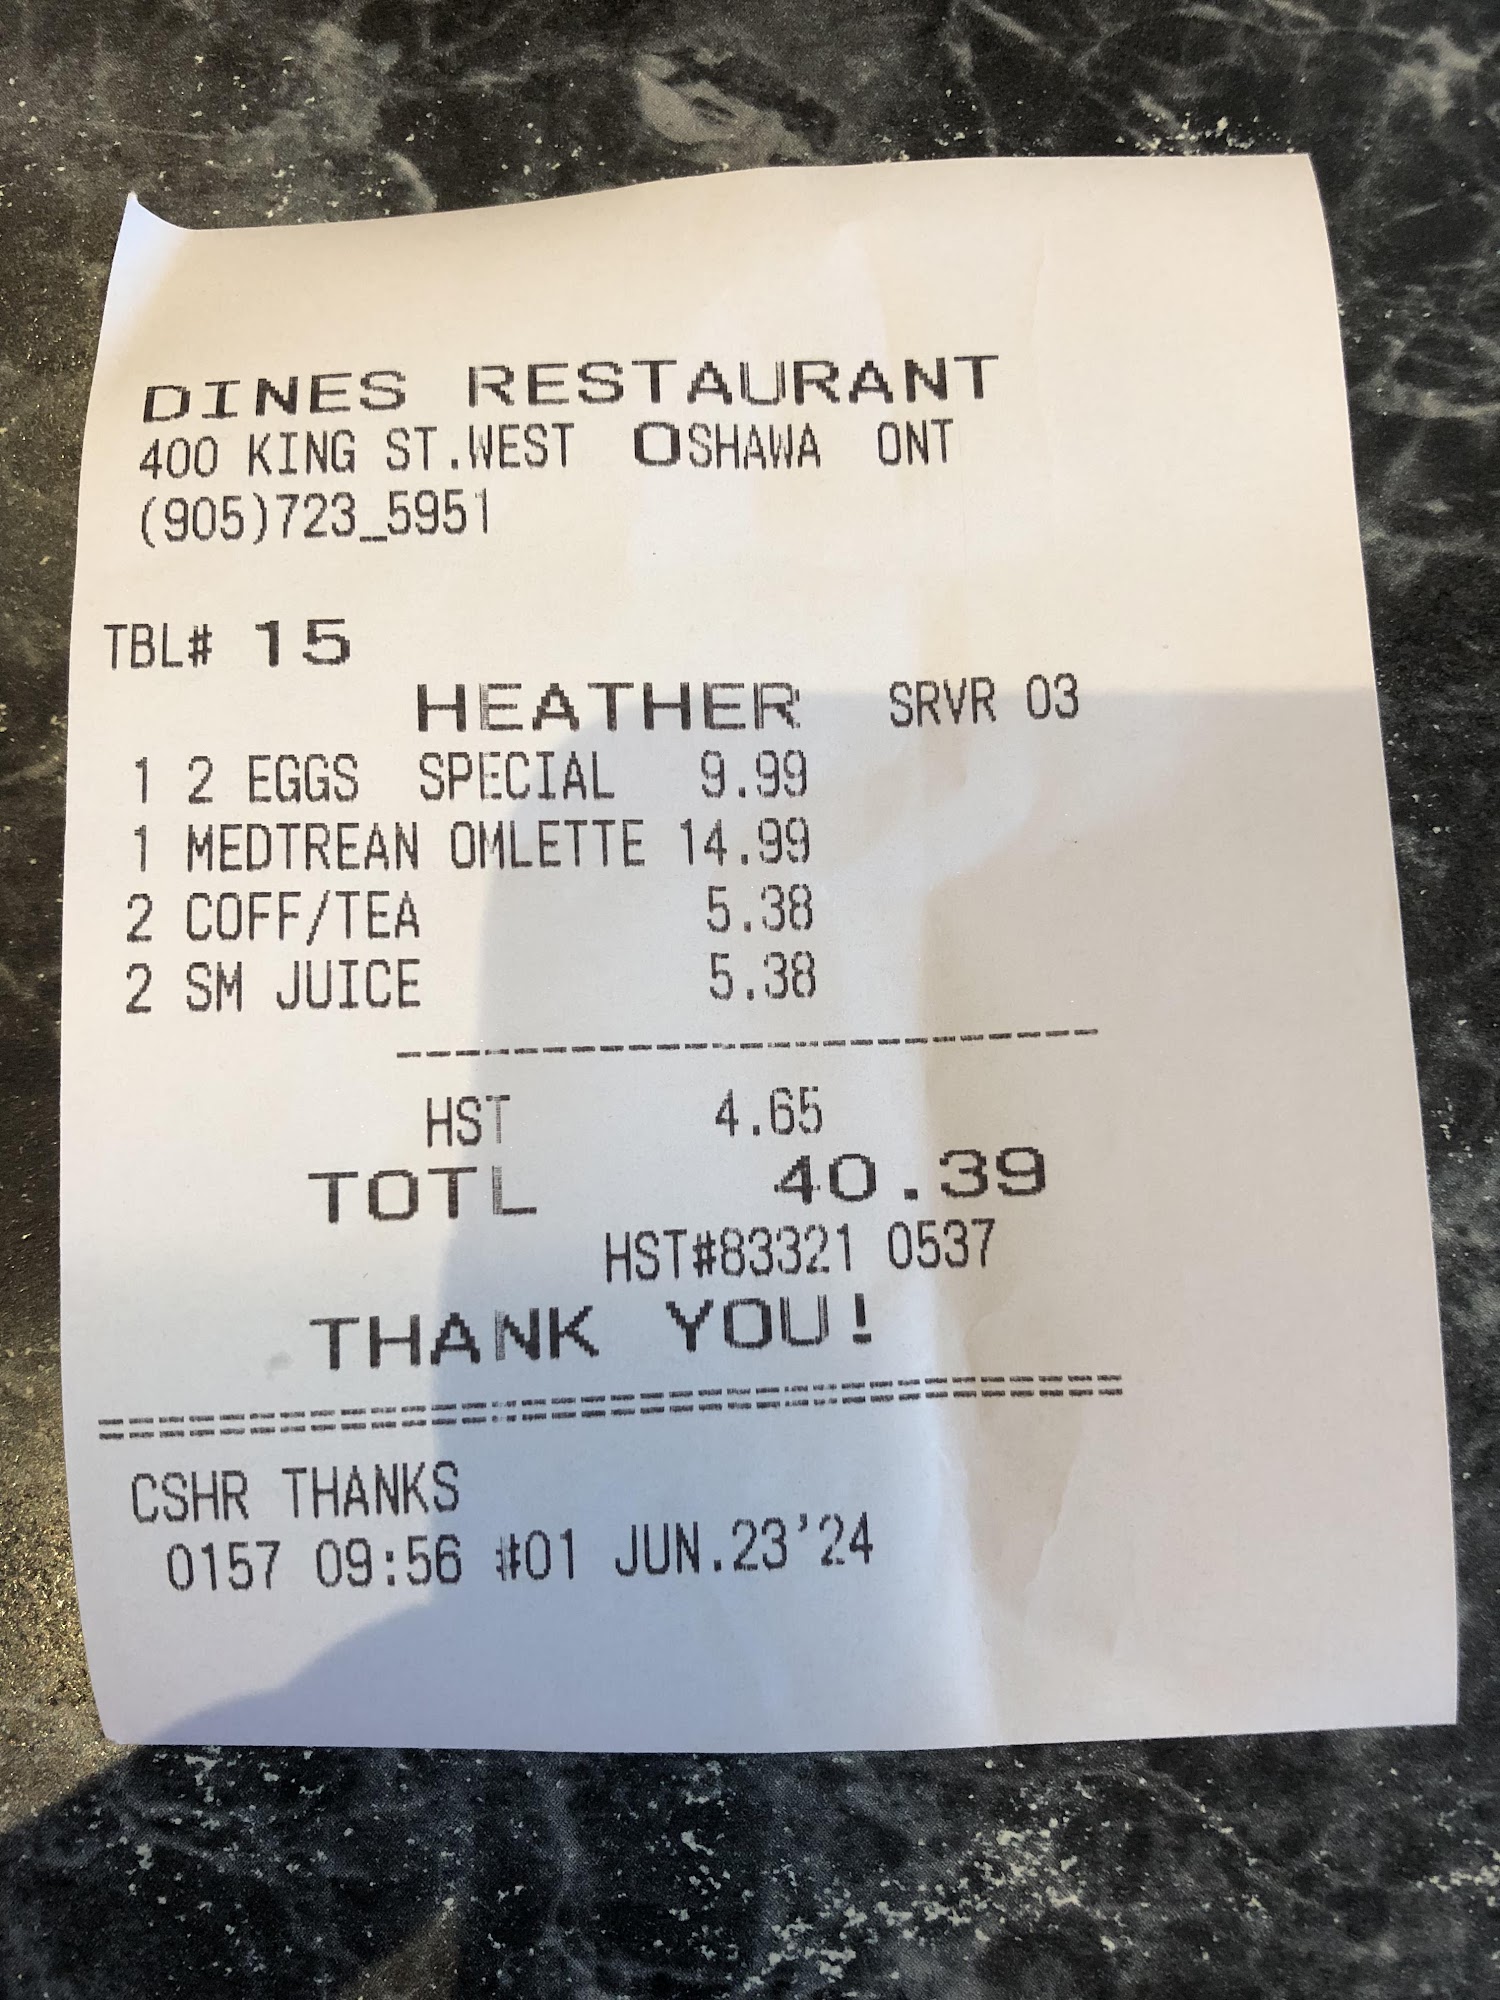 DINES RESTAURANT
400 KING ST.WEST OSHAWA ONT
(905)723_5951
TBL# 15
HEATHER SRVR 03
1 2 EGGS SPECIAL 9.99
1 MEDTREAN OMLETTE 14.99
2 COFF/TEA 5.38
2 SM JUICE 5.38
HST 4.65
TOTL 40.39
HST#83321 0537
THANK YOU!
CSHR THANKS
0157 09:56 #01 JUN.23'24